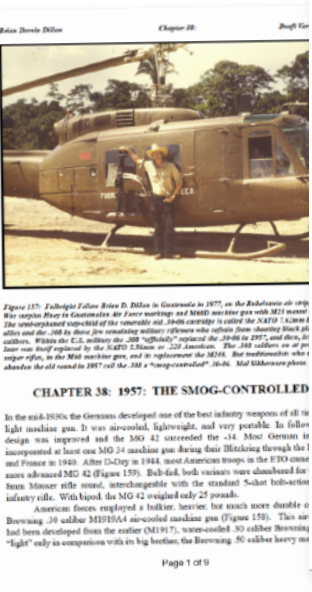 Brian Dervin Dillon Chapter 38: Draft Ver
Figure 157: Fulbright Fellow Brian D. Dillon in Guatemala in 1977, on the Rubelsanto air strip
War surplus Huey in Guatemalan Air Force markings and M60D machine gun with M23 mount
The semi-orphaned step-child of the venerable old .30-06 cartridge is called the NATO 7.62mm
allies and the .308 by those few remaining military riflemen who refrain from shooting black pl
calibers. Within the U.S. military the .308 "officially" replaced the .30-06 in 1957, and then,
later was itself replaced by the NATO 5.56mm or .223 American. The .308 soldiers on
sniper rifles, in the M60 machine gun, and its replacement the M240. But traditionalists who
abandon the old round in 1957 call the .308 a "smog-controlled" .30-06. Mel Silberman photo.
CHAPTER 38: 1957: THE SMOG-CONTROLLED
In the mid-1930s the Germans developed one of the best infantry weapons of all ti
light machine gun. It was air-cooled, lightweight, and very portable. In follow
design was improved and the MG 42 succeeded the -34. Most German in
incorporated at least one MG 34 machine gun during their Blitzkrieg through the
and France in 1940. After D-Day in 1944, most American troops in the ETO
more advanced MG 42 (Figure 159). Belt-fed, both variants were chambered for
8mm Mauser rifle round, interchangeable with the standard 5-shot bolt-action
infantry rifle. With bipod, the MG 42 weighed only 25 pounds.
American forces employed a bulkier, heavier, but much more durable
Browning .30 caliber M1919A4 air-cooled machine gun (Figure 158). This air
had been developed from the earlier (M1917), water-cooled .30 caliber Browning
"light" only in comparison with its big brother, the Browning .50 caliber heavy ma
Page 1 of 9